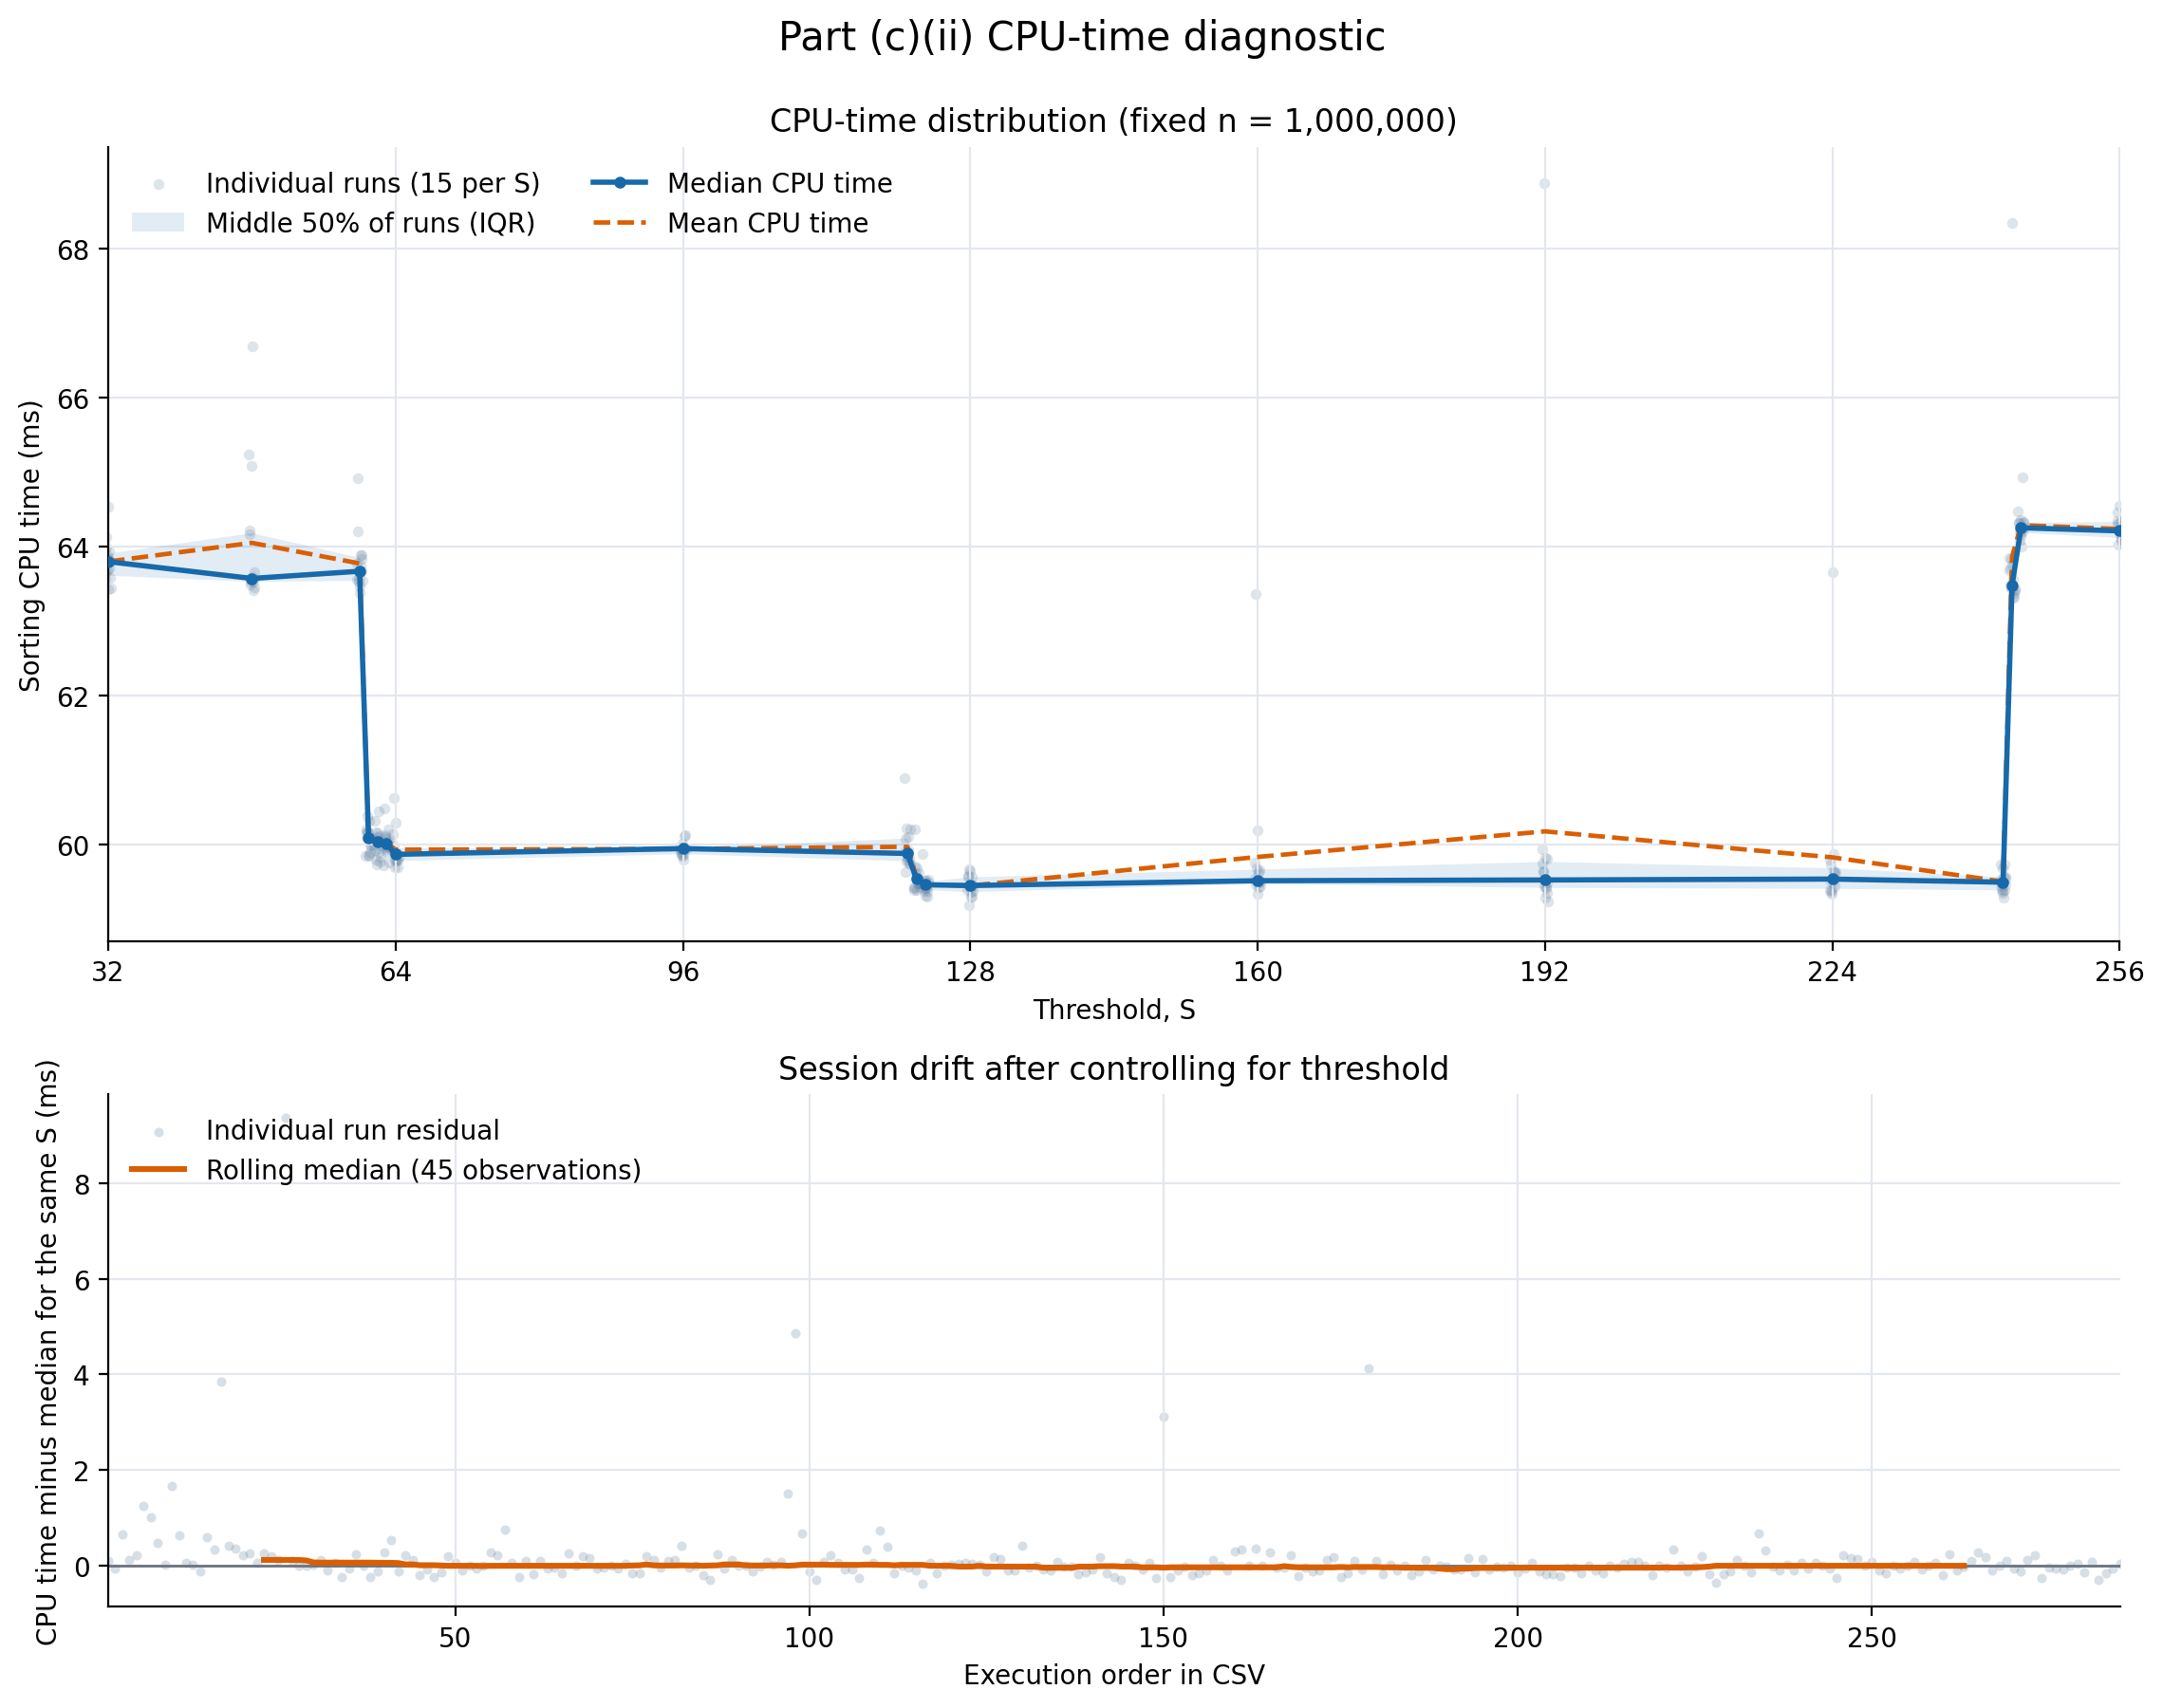 Part (c)(ii) CPU-time diagnostic
CPU-time distribution (fixed n = 1,000,000)
Individual runs (15 per S)
Middle 50% of runs (IQR)
Median CPU time
Mean CPU time
Sorting CPU time (ms)
68
66
64
62
60
32 64 96 128 160 192 224 256
Threshold, S
Session drift after controlling for threshold
Individual run residual
Rolling median (45 observations)
CPU time minus median for the same S (ms)
8
6
4
2
0
50 100 150 200 250
Execution order in CSV